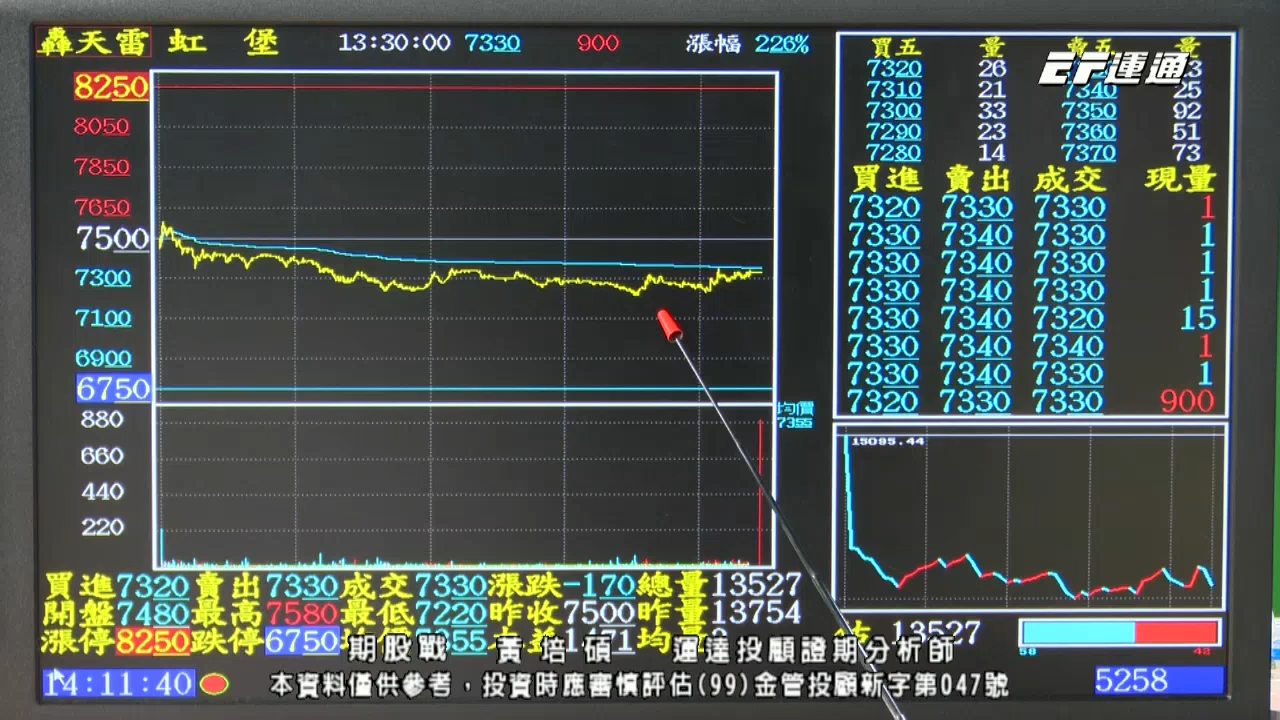 轟天雷 虹堡 13:30:00 7330 900 漲幅 226%
8250
8050
7850
7650
7500
7300
7100
6900
6750
880
660
440
220
均價
7355
買五 量 賣五 量
EF運通
7320 26
7310 21 7340 25
7300 33 7350 92
7290 23 7360 51
7280 14 7370 73
買進 賣出 成交 現量
7320 7330 7330 1
7330 7340 7330 1
7330 7340 7330 1
7330 7340 7330 1
7330 7340 7320 15
7330 7340 7340 1
7330 7340 7330 1
7320 7330 7330 900
15095.44
買進7320賣出7330成交7330漲跌-170總量13527
開盤7480最高7580最低7220昨收7500昨量13754
漲停8250跌停6750
13527
58 42
期股戰 黃培碩 運達投顧證期分析師
14:11:40
本資料僅供參考，投資時應審慎評估(99)金管投顧新字第047號
5258